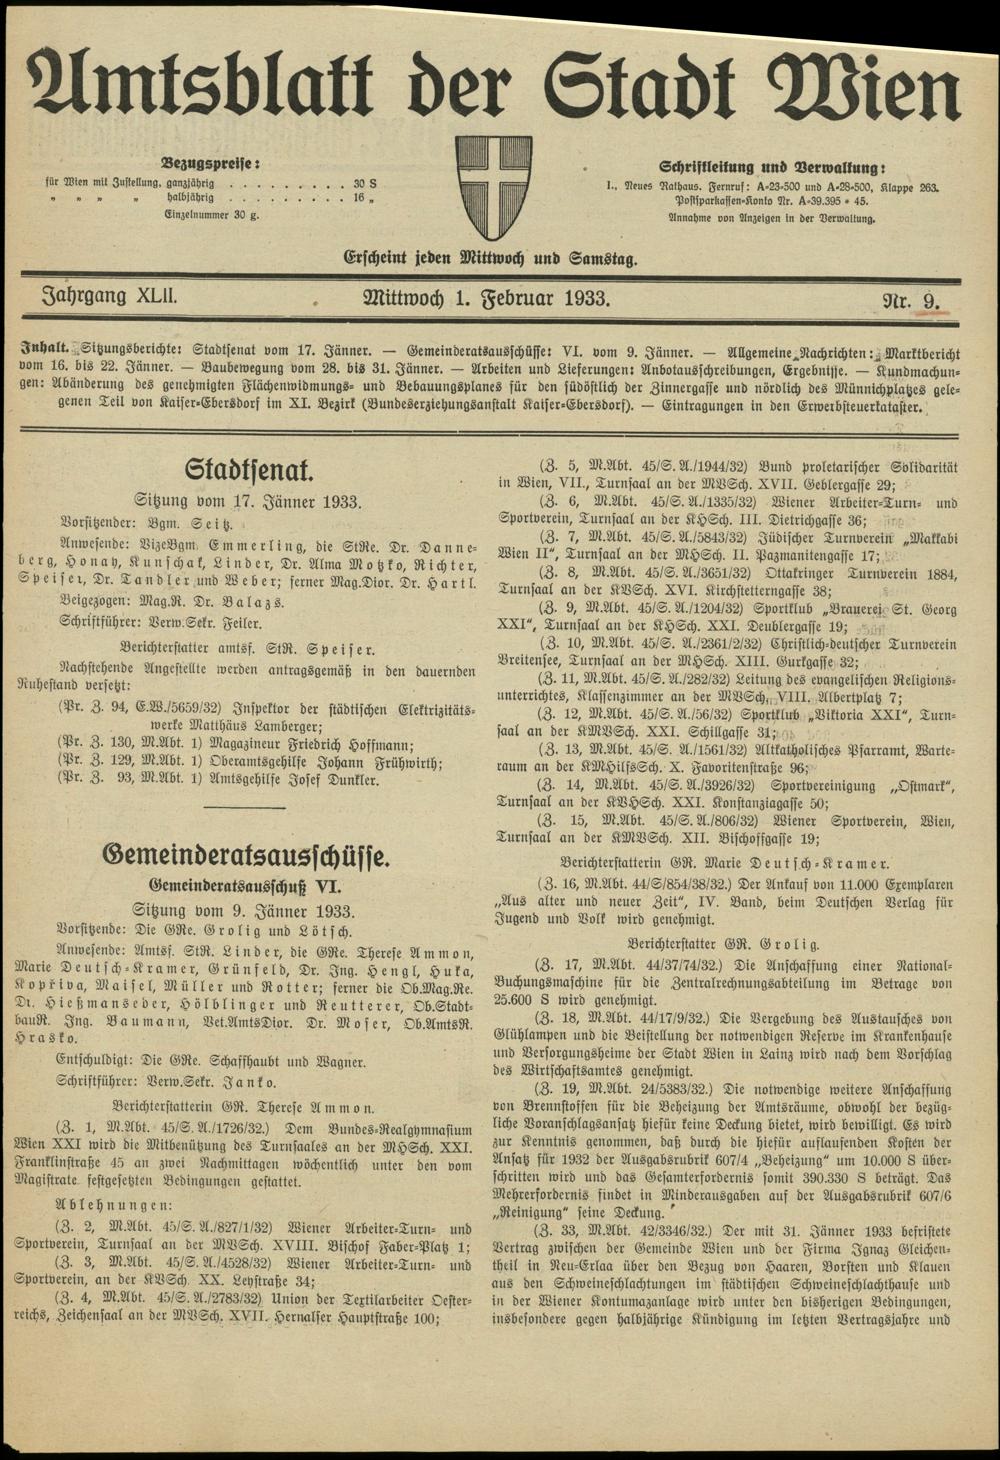 Amtsblatt der Stadt Wien
Bezugspreise:
für Wien mit Zustellung, ganzjährig . . . . . . . . . 30 S
„ „ „ „ halbjährig . . . . . . . . . 16 „
Einzelnummer 30 g.
Schriftleitung und Verwaltung:
I., Neues Rathaus. Fernruf: A-23-500 und A-28-500, Klappe 263.
Postsparkassen-Konto Nr. A-39.395 * 45.
Annahme von Anzeigen in der Verwaltung.
Erscheint jeden Mittwoch und Samstag.
Jahrgang XLII. Mittwoch 1. Februar 1933. Nr. 9.
Inhalt. Sitzungsberichte: Stadtsenat vom 17. Jänner. — Gemeinderatsausschüsse: VI. vom 9. Jänner. — Allgemeine Nachrichten: Marktbericht
vom 16. bis 22. Jänner. — Baubewegung vom 28. bis 31. Jänner. — Arbeiten und Lieferungen: Anbotausschreibungen, Ergebnisse. — Kundmachun-
gen: Abänderung des genehmigten Flächenwidmungs- und Bebauungsplanes für den südöstlich der Zinnergasse und nördlich des Münnichplatzes gele-
genen Teil von Kaiser-Ebersdorf im XI. Bezirk (Bundeserziehungsanstalt Kaiser-Ebersdorf). — Eintragungen in den Erwerbsteuerkataster.
Stadtsenat.
Sitzung vom 17. Jänner 1933.
Vorsitzender: Bgm. Seitz.
Anwesende: VizeBgm. Emmerling, die StRe. Dr. Danne-
berg, Honay, Kunschak, Linder, Dr. Alma Motzko, Richter,
Speiser, Dr. Tandler und Weber; ferner Mag.Dior. Dr. Hartl.
Beigezogen: Mag.R. Dr. Balazs.
Schriftführer: Verw.Sekr. Feiler.
Berichterstatter amtsf. StR. Speiser.
Nachstehende Angestellte werden antragsgemäß in den dauernden
Ruhestand versetzt:
(Pr. Z. 94, E.W./5659/32) Inspektor der städtischen Elektrizitäts-
werke Matthäus Lamberger;
(Pr. Z. 130, M.Abt. 1) Magazineur Friedrich Hoffmann;
(Pr. Z. 129, M.Abt. 1) Oberamtsgehilfe Johann Frühwirth;
(Pr. Z. 93, M.Abt. 1) Amtsgehilfe Josef Dunkler.
Gemeinderatsausschüsse.
Gemeinderatsausschuß VI.
Sitzung vom 9. Jänner 1933.
Vorsitzende: Die GRe. Grolig und Lötsch.
Anwesende: Amtsf. StR. Linder, die GRe. Therese Ammon,
Marie Deutsch-Kramer, Grünfeld, Dr. Ing. Hengl, Huka,
Kopřiva, Maisel, Müller und Rotter; ferner die Ob.Mag.Re.
Dr. Hießmanseder, Hölblinger und Reutterer, Ob.Stadt-
bauR. Ing. Baumann, Vet.AmtsDior. Dr. Moser, Ob.AmtsR.
Hrasko.
Entschuldigt: Die GRe. Schaffhaubt und Wagner.
Schriftführer: Verw.Sekr. Janko.
Berichterstatterin GR. Therese Ammon.
(Z. 1, M.Abt. 45/S. A./1726/32.) Dem Bundes-Realgymnasium
Wien XXI wird die Mitbenützung des Turnsaales an der MHSch. XXI.
Franklinstraße 45 an zwei Nachmittagen wöchentlich unter den vom
Magistrate festgesetzten Bedingungen gestattet.
Ablehnungen:
(Z. 2, M.Abt. 45/S. A./827/1/32) Wiener Arbeiter-Turn- und
Sportverein, Turnsaal an der MVSch. XVIII. Bischof Faber-Platz 1;
(Z. 3, M.Abt. 45/S. A./4528/32) Wiener Arbeiter-Turn- und
Sportverein, an der KVSch. XX. Leystraße 34;
(Z. 4, M.Abt. 45/S. A./2783/32) Union der Textilarbeiter Oester-
reichs, Zeichensaal an der MVSch. XVII. Hernalser Hauptstraße 100;
(Z. 5, M.Abt. 45/S. A./1944/32) Bund proletarischer Solidarität
in Wien, VII., Turnsaal an der MVSch. XVII. Geblergasse 29;
(Z. 6, M.Abt. 45/S. A./1335/32) Wiener Arbeiter-Turn- und
Sportverein, Turnsaal an der KHSch. III. Dietrichgasse 36;
(Z. 7, M.Abt. 45/S. A./5843/32) Jüdischer Turnverein „Makkabi
Wien II“, Turnsaal an der MHSch. II. Pazmanitengasse 17;
(Z. 8, M.Abt. 45/S. A./3651/32) Ottakringer Turnverein 1884,
Turnsaal an der KVSch. XVI. Kirchstetterngasse 38;
(Z. 9, M.Abt. 45/S. A./1204/32) Sportklub „Brauerei St. Georg
XXI“, Turnsaal an der KHSch. XXI. Deublergasse 19;
(Z. 10, M.Abt. 45/S. A./2361/2/32) Christlich-deutscher Turnverein
Breitensee, Turnsaal an der MHSch. XIII. Gurkgasse 32;
(Z. 11, M.Abt. 45/S. A./282/32) Leitung des evangelischen Religions-
unterrichtes, Klassenzimmer an der MVSch. VIII. Albertplatz 7;
(Z. 12, M.Abt. 45/S. A./56/32) Sportklub „Viktoria XXI“, Turn-
saal an der KMVSch. XXI. Schillgasse 31;
(Z. 13, M.Abt. 45/S. A./1561/32) Altkatholisches Pfarramt, Warte-
raum an der KMHilfsSch. X. Favoritenstraße 96;
(Z. 14, M.Abt. 45/S. A./3926/32) Sportvereinigung „Ostmark“,
Turnsaal an der KVHSch. XXI. Konstanziagasse 50;
(Z. 15, M.Abt. 45/S. A./806/32) Wiener Sportverein, Wien,
Turnsaal an der KMVSch. XII. Bischoffgasse 19;
Berichterstatterin GR. Marie Deutsch-Kramer.
(Z. 16, M.Abt. 44/S/854/38/32.) Der Ankauf von 11.000 Exemplaren
„Aus alter und neuer Zeit“, IV. Band, beim Deutschen Verlag für
Jugend und Volk wird genehmigt.
Berichterstatter GR. Grolig.
(Z. 17, M.Abt. 44/37/74/32.) Die Anschaffung einer National-
Buchungsmaschine für die Zentralrechnungsabteilung im Betrage von
25.600 S wird genehmigt.
(Z. 18, M.Abt. 44/17/9/32.) Die Vergebung des Austausches von
Glühlampen und die Beistellung der notwendigen Reserve im Krankenhause
und Versorgungsheime der Stadt Wien in Lainz wird nach dem Vorschlag
des Wirtschaftsamtes genehmigt.
(Z. 19, M.Abt. 24/5383/32.) Die notwendige weitere Anschaffung
von Brennstoffen für die Beheizung der Amtsräume, obwohl der bezüg-
liche Voranschlagsansatz hiefür keine Deckung bietet, wird bewilligt. Es wird
zur Kenntnis genommen, daß durch die hiefür auflaufenden Kosten der
Ansatz für 1932 der Ausgabsrubrik 607/4 „Beheizung“ um 10.000 S über-
schritten wird und das Gesamterfordernis somit 390.330 S beträgt. Das
Mehrerfordernis findet in Minderausgaben auf der Ausgabsrubrik 607/6
„Reinigung“ seine Deckung.
(Z. 33, M.Abt. 42/3346/32.) Der mit 31. Jänner 1933 befristete
Vertrag zwischen der Gemeinde Wien und der Firma Ignaz Gleichen-
theil in Neu-Erlaa über den Bezug von Haaren, Borsten und Klauen
aus den Schweineschlachtungen im städtischen Schweineschlachthause und
in der Wiener Kontumazanlage wird unter den bisherigen Bedingungen,
insbesondere gegen halbjährige Kündigung im letzten Vertragsjahre und